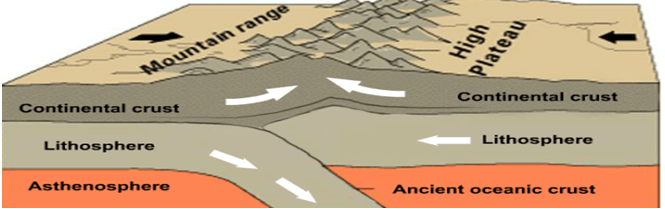 Mountain range
High
Plateau
Continental crust
Continental crust
Lithosphere
Lithosphere
Asthenosphere
Ancient oceanic crust